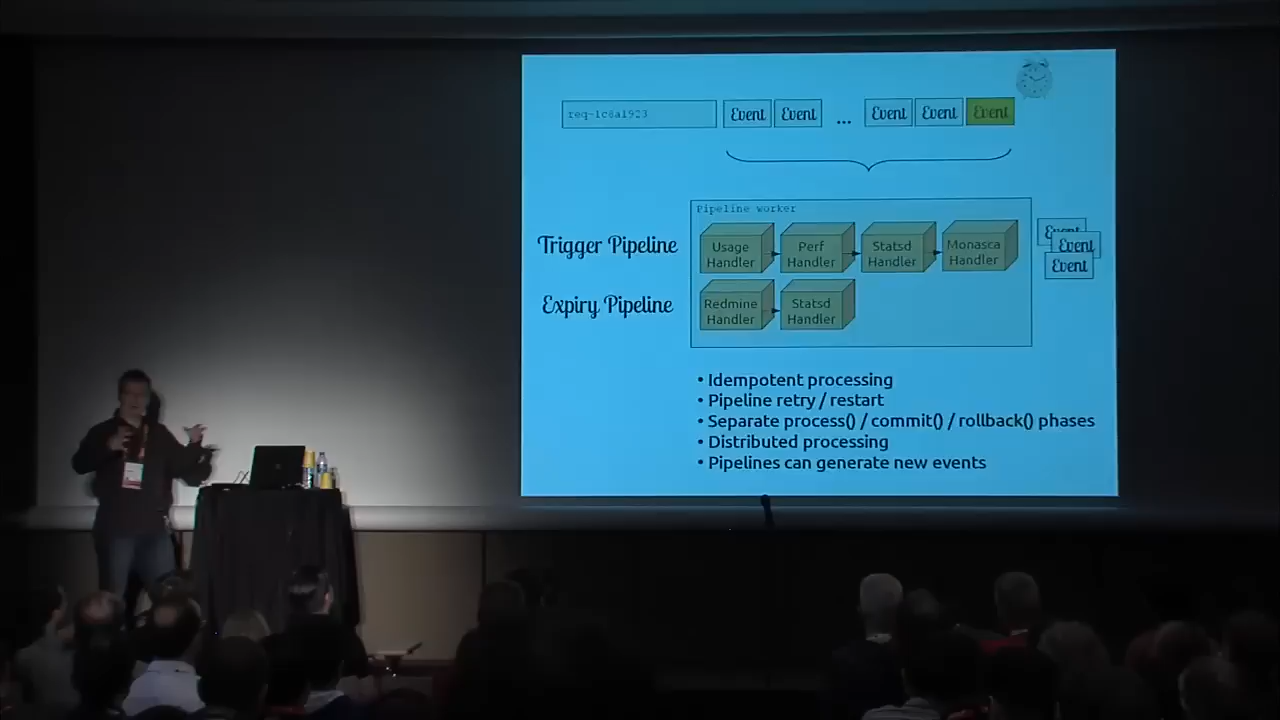 req-1c6a1923 Event Event ... Event Event Event
Pipeline worker
Trigger Pipeline
Usage Handler
Perf Handler
Statsd Handler
Monasca Handler
Event
Event
Event
Expiry Pipeline
Redmine Handler
Statsd Handler
• Idempotent processing
• Pipeline retry / restart
• Separate process() / commit() / rollback() phases
• Distributed processing
• Pipelines can generate new events